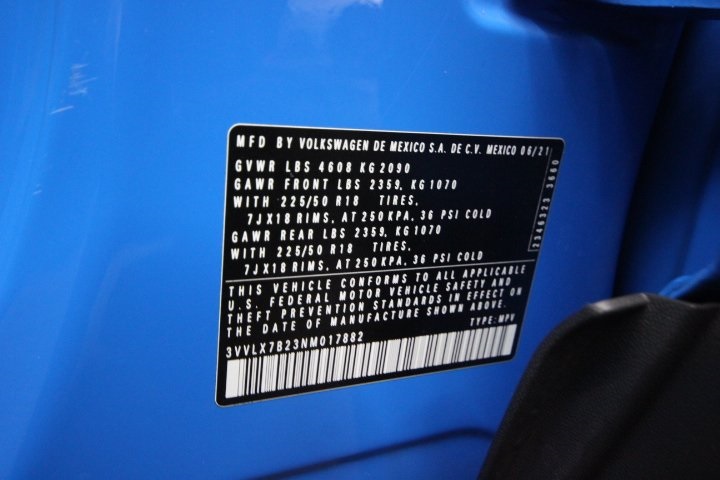 MFD BY VOLKSWAGEN DE MEXICO S.A. DE C.V. MEXICO 06/21
GVWR LBS 4608 KG 2090
GAWR FRONT LBS 2359, KG 1070
WITH 225/50 R18 TIRES,
7JX18 RIMS, AT 250 KPA, 36 PSI COLD
GAWR REAR LBS 2359, KG 1070
WITH 225/50 R18 TIRES,
7JX18 RIMS, AT 250 KPA, 36 PSI COLD
2346323 3660
THIS VEHICLE CONFORMS TO ALL APPLICABLE
U.S. FEDERAL MOTOR VEHICLE SAFETY AND
THEFT PREVENTION STANDARDS IN EFFECT ON
THE DATE OF MANUFACTURE SHOWN ABOVE.
3VVLX7B23NM017882 TYPE: MPV